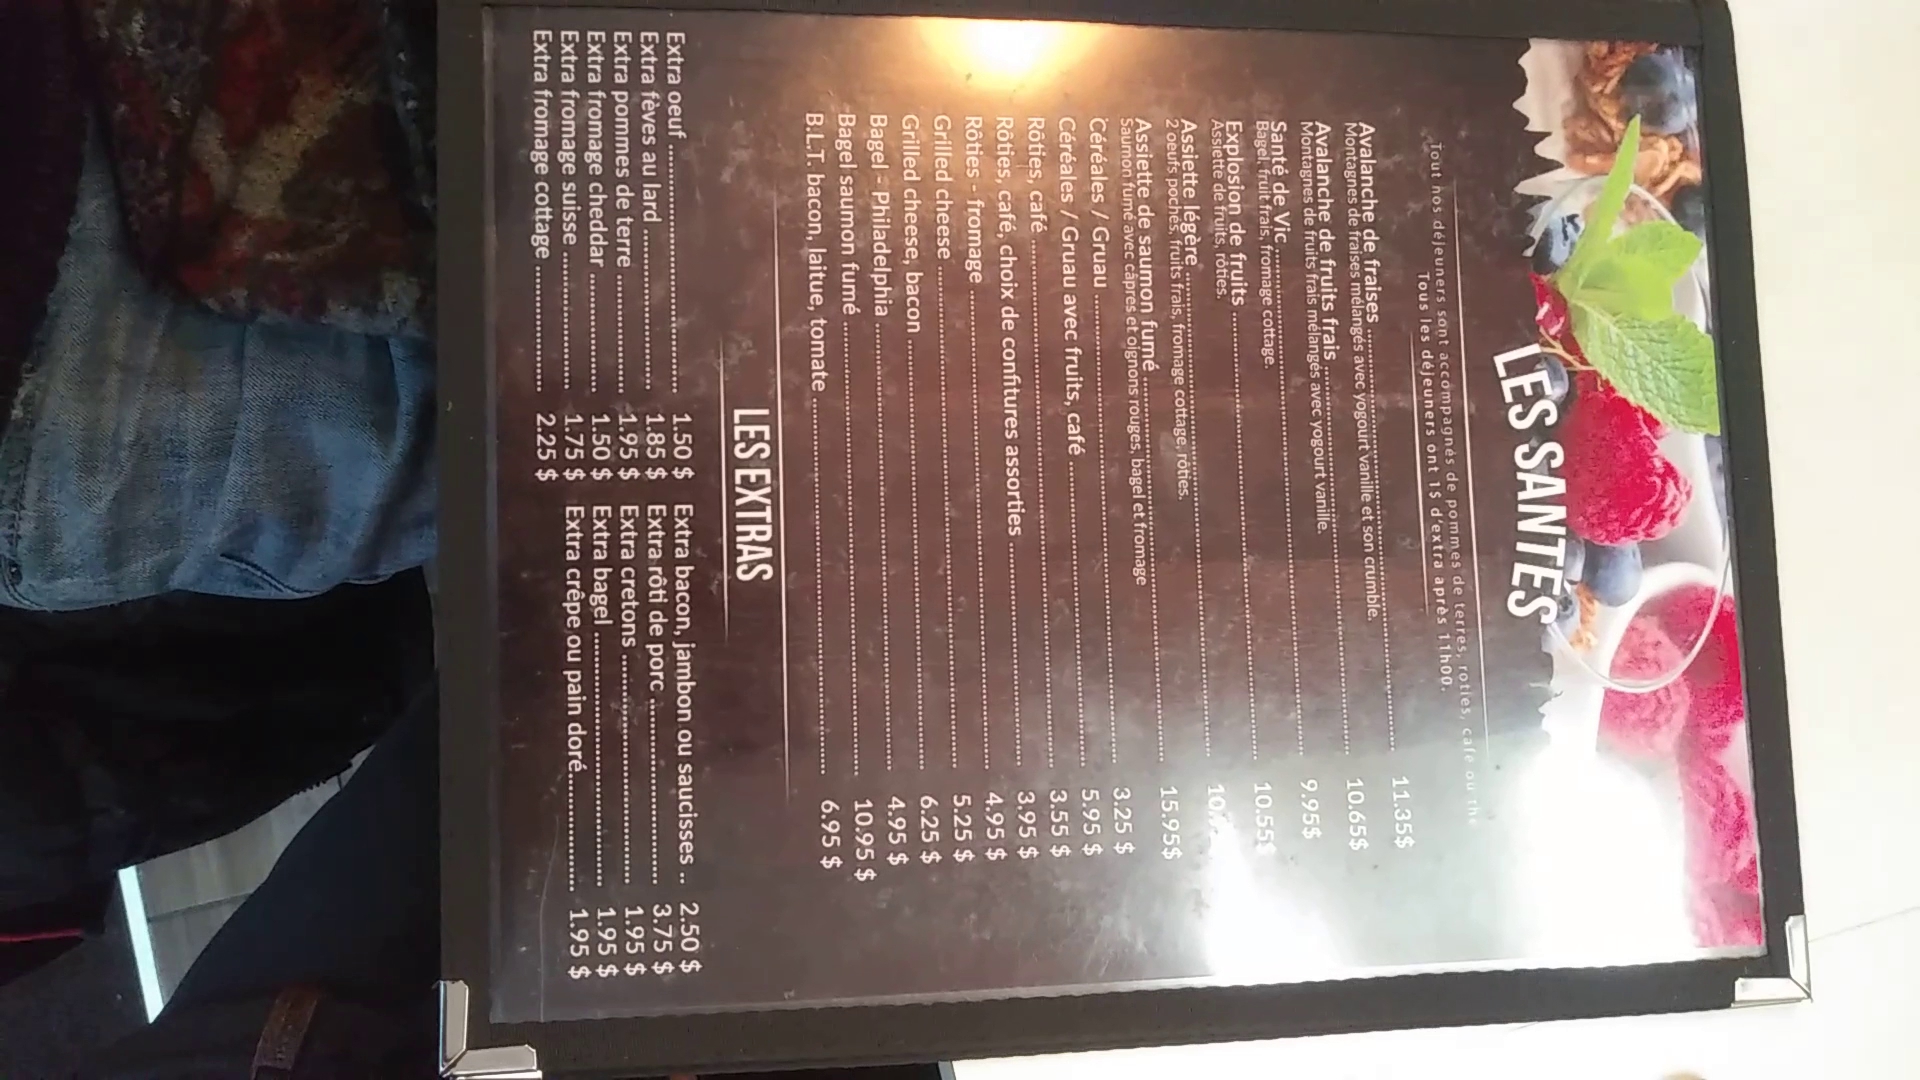 LES SANTÉS
Tout nos déjeuners sont accompagnés de pommes de terres, roties, café ou thé
Tous les déjeuners ont 1$ d'extra après 11h00.
Avalanche de fraises ........ 11.35$
Montagnes de fraises mélangés avec yogourt vanille et son crumble.
Avalanche de fruits frais ........ 10.65$
Montagnes de fruits frais mélangés avec yogourt vanille.
Santé de Vic ........ 9.95$
Bagel, fruit frais, fromage cottage.
Explosion de fruits ........ 10.55$
Assiette de fruits, rôties.
Assiette légère ........
2 oeufs pochés, fruits frais, fromage cottage, rôties.
Assiette de saumon fumé ........ 15.95$
Saumon fumé avec câpres et oignons rouges, bagel et fromage
Céréales / Gruau ........ 3.25 $
Céréales / Gruau avec fruits, café ........ 5.95 $
Rôties, café ........ 3.55 $
Rôties, café, choix de confitures assorties ........ 3.95 $
Rôties - fromage ........ 4.95 $
Grilled cheese ........ 5.25 $
Grilled cheese, bacon ........ 6.25 $
Bagel - Philadelphia ........ 4.95 $
Bagel saumon fumé ........ 10.95 $
B.L.T. bacon, laitue, tomate ........ 6.95 $
LES EXTRAS
Extra oeuf ........ 1.50 $
Extra fèves au lard ........ 1.85 $
Extra pommes de terre ........ 1.95 $
Extra fromage cheddar ........ 1.50 $
Extra fromage suisse ........ 1.75 $
Extra fromage cottage ........ 2.25 $
Extra bacon, jambon ou saucisses .. 2.50 $
Extra rôti de porc ........ 3.75 $
Extra cretons ........ 1.95 $
Extra bagel ........ 1.95 $
Extra crêpe ou pain doré ........ 1.95 $